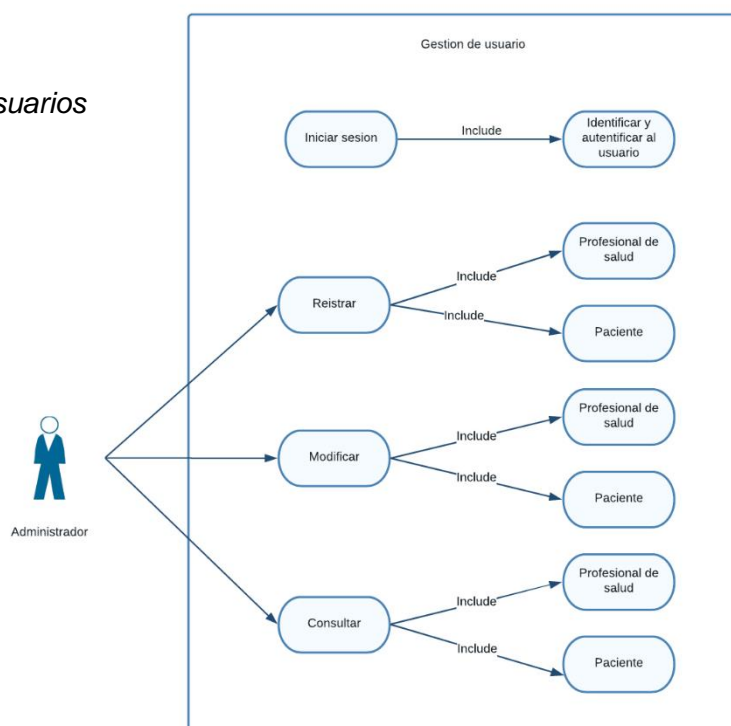 Gestion de usuario
suarios
Iniciar sesion
Include
Identificar y
autentificar al
usuario
Reistrar
Include
Include
Profesional de
salud
Paciente
Modificar
Include
Include
Profesional de
salud
Paciente
Administrador
Consultar
Include
Include
Profesional de
salud
Paciente